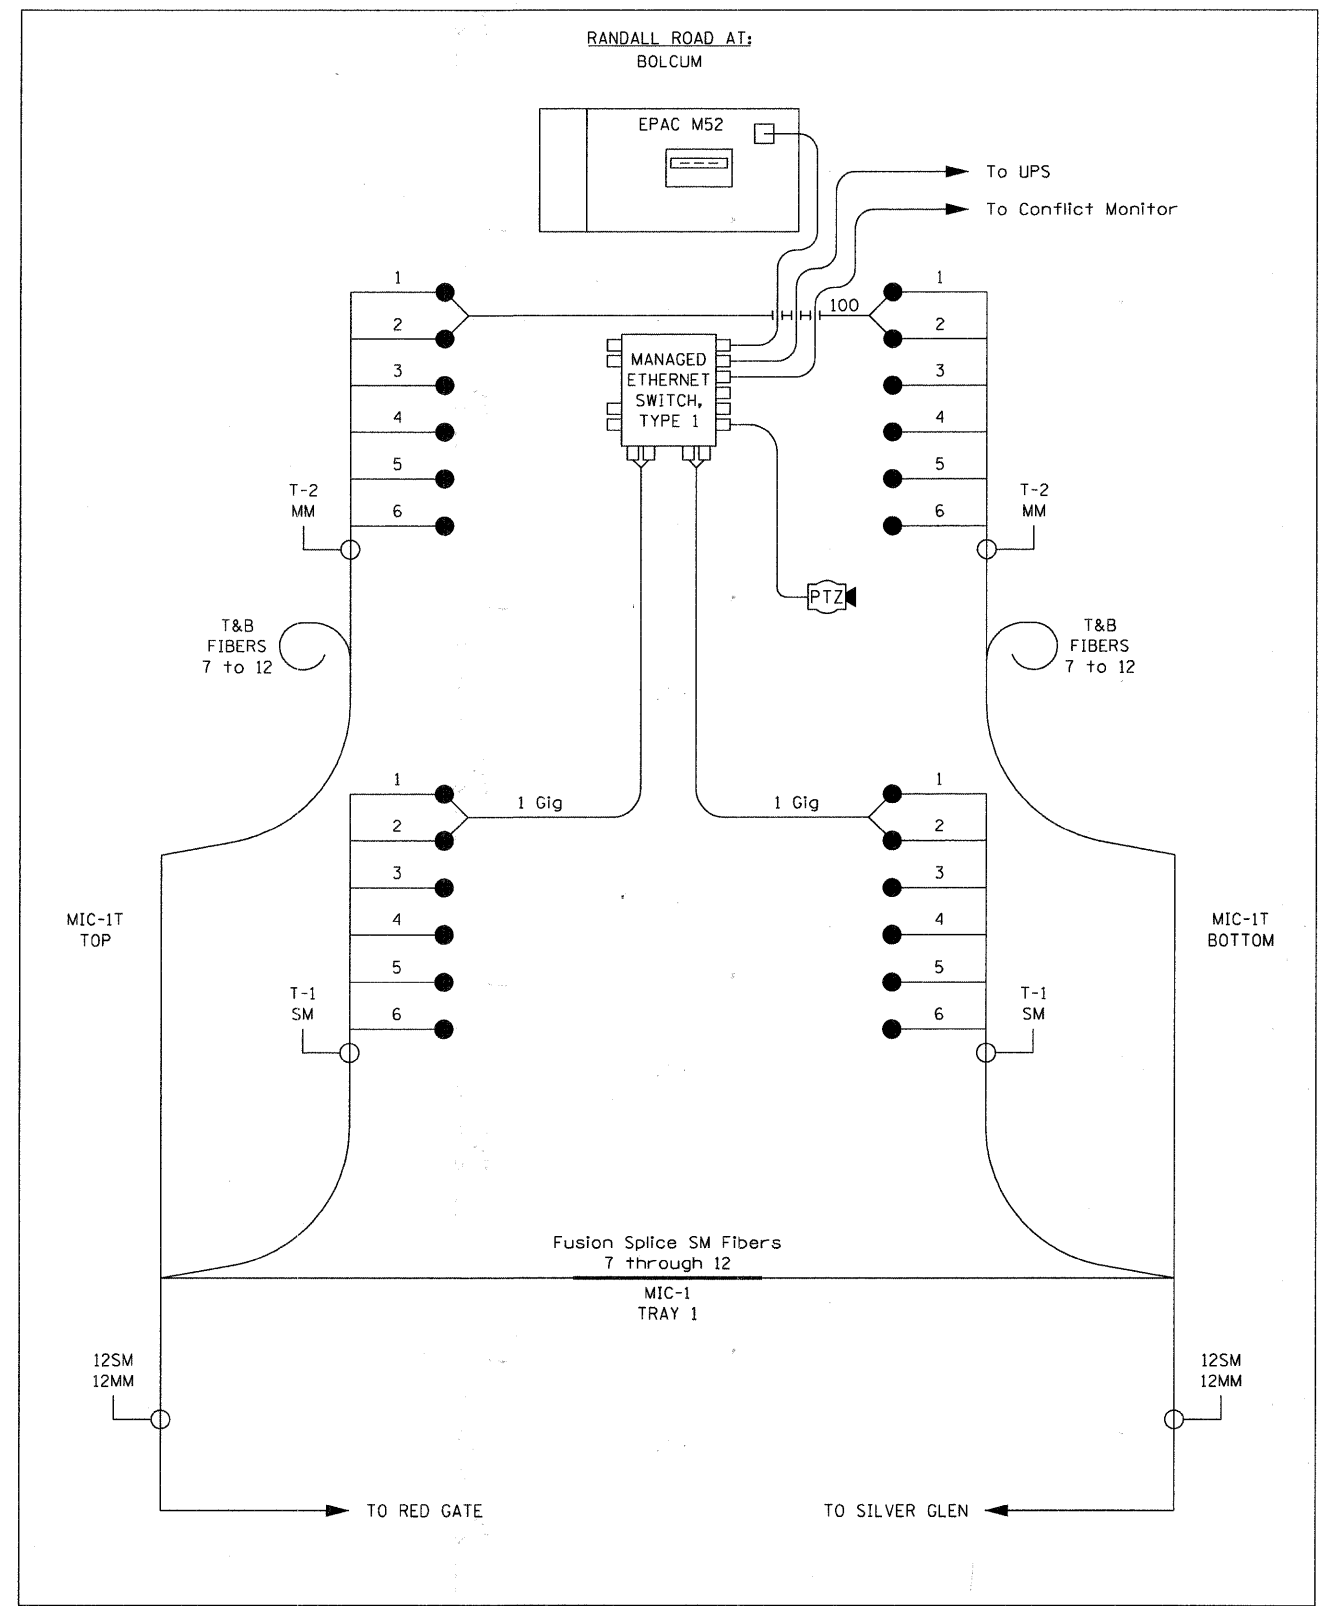 RANDALL ROAD AT:
BOLCUM
EPAC M52
To UPS
To Conflict Monitor
1
2
3
4
5
6
100
1
2
3
4
5
6
MANAGED
ETHERNET
SWITCH,
TYPE 1
T-2
MM
T-2
MM
PTZ
T&B
FIBERS
7 to 12
T&B
FIBERS
7 to 12
1
2
3
4
5
6
1 Gig
1 Gig
1
2
3
4
5
6
MIC-1T
TOP
MIC-1T
BOTTOM
T-1
SM
T-1
SM
Fusion Splice SM Fibers
7 through 12
MIC-1
TRAY 1
12SM
12MM
12SM
12MM
TO RED GATE
TO SILVER GLEN